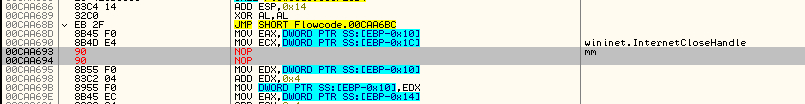 00CAA686 83C4 14 ADD ESP,0x14
00CAA689 32C0 XOR AL,AL
00CAA68B EB 2F JMP SHORT Flowcode.00CAA6BC
00CAA68D 8B45 F0 MOV EAX,DWORD PTR SS:[EBP-0x10]
00CAA690 8B4D E4 MOV ECX,DWORD PTR SS:[EBP-0x1C] wininet.InternetCloseHandle
00CAA693 90 NOP mm
00CAA694 90 NOP
00CAA695 8B55 F0 MOV EDX,DWORD PTR SS:[EBP-0x10]
00CAA698 83C2 04 ADD EDX,0x4
00CAA69B 8955 F0 MOV DWORD PTR SS:[EBP-0x10],EDX
00CAA69E 8B45 EC MOV EAX,DWORD PTR SS:[EBP-0x14]